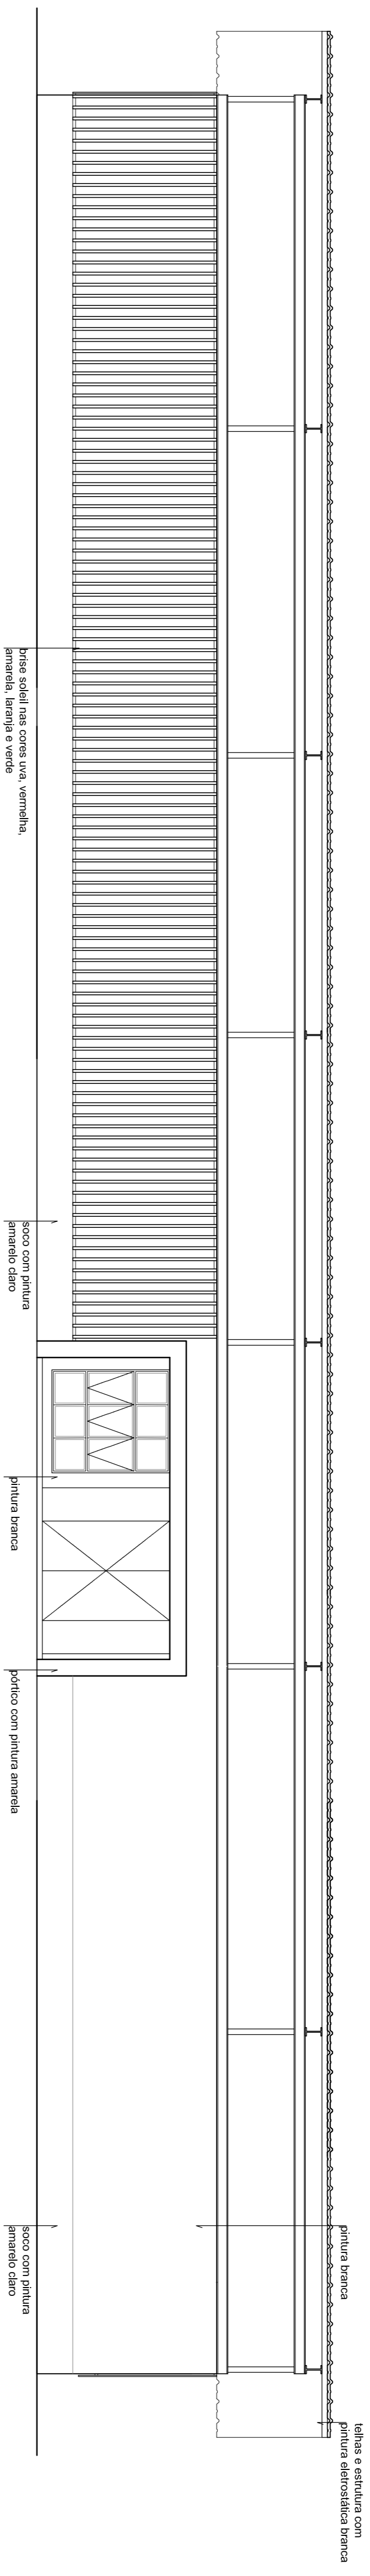 telhas e estrutura com
pintura eletrostática branca
pintura branca
brise soleil nas cores uva, vermelha,
amarela, laranja e verde
soco com pintura
amarelo claro
pintura branca
pórtico com pintura amarela
soco com pintura
amarelo claro